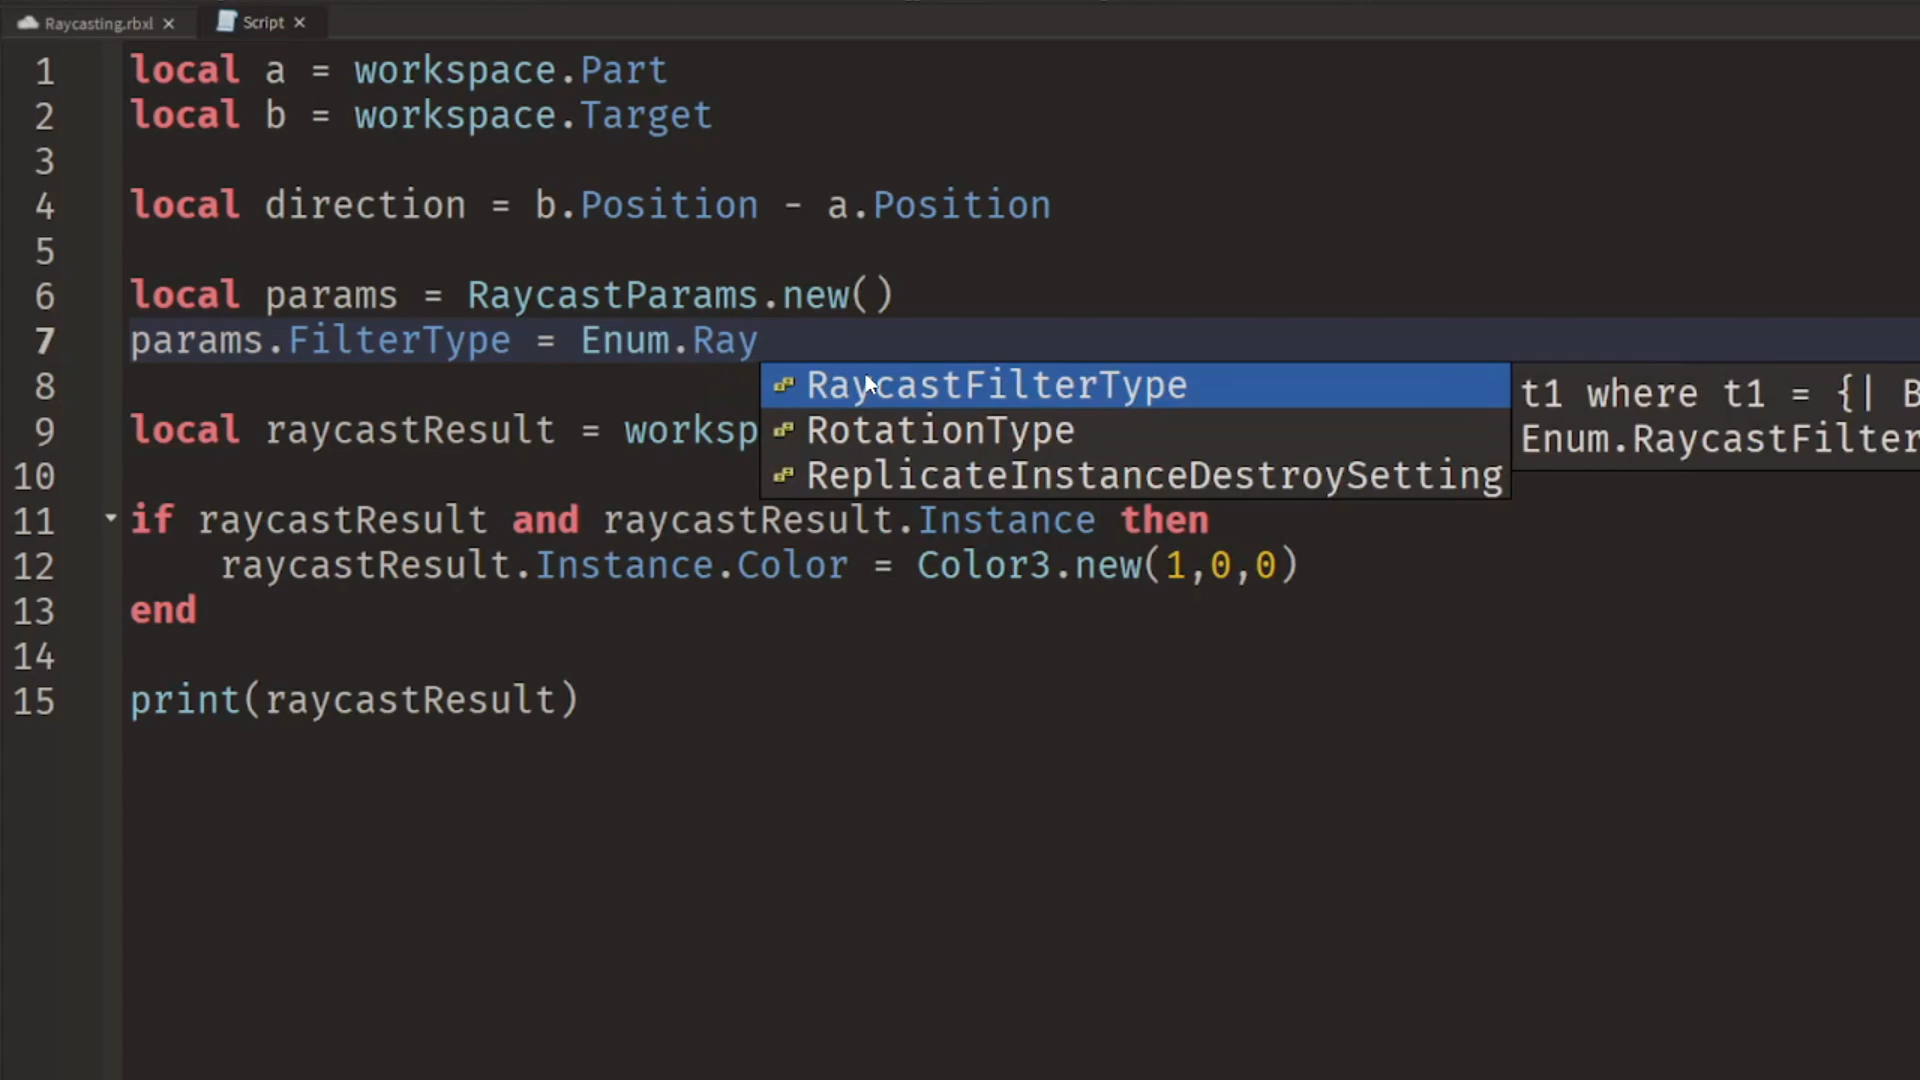 Raycasting.rbxl ×
Script ×
1 local a = workspace.Part
2 local b = workspace.Target
3
4 local direction = b.Position - a.Position
5
6 local params = RaycastParams.new()
7 params.FilterType = Enum.Ray
RaycastFilterType
t1 where t1 = {| B
8
9 local raycastResult = worksp
RotationType
Enum.RaycastFilter
10
ReplicateInstanceDestroySetting
11 if raycastResult and raycastResult.Instance then
12 raycastResult.Instance.Color = Color3.new(1,0,0)
13 end
14
15 print(raycastResult)